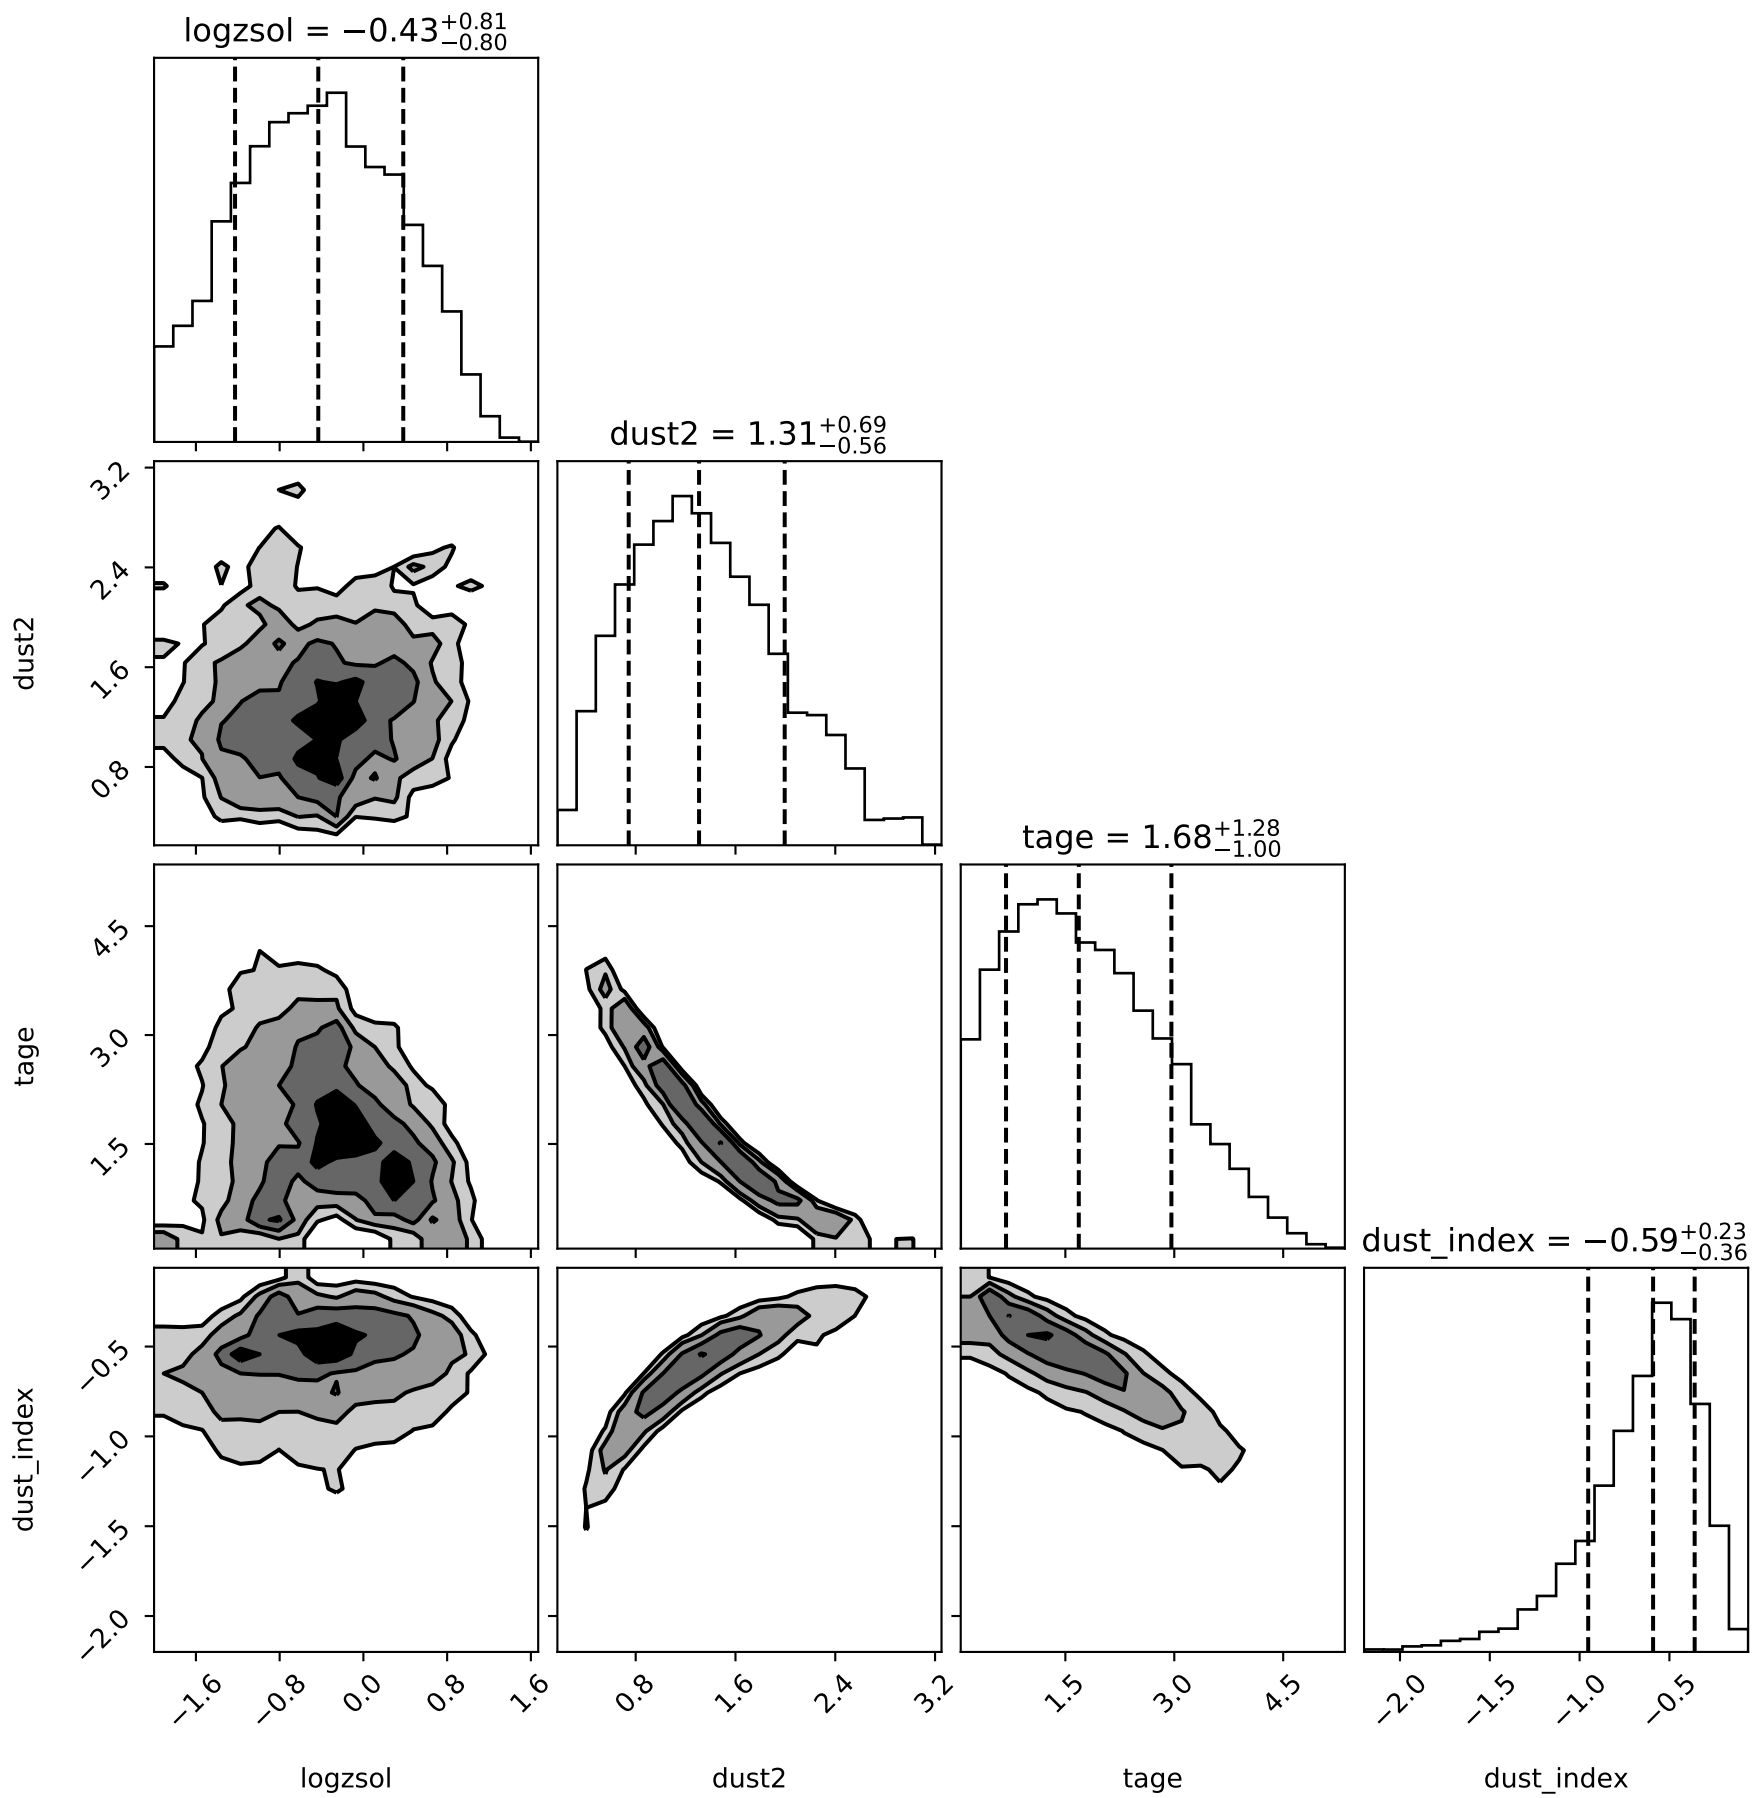 logzsol = −0.43 +0.81 −0.80
3.2
2.4
1.6
0.8
dust2
dust2 = 1.31 +0.69 −0.56
4.5
3.0
1.5
tage
tage = 1.68 +1.28 −1.00
−0.5
−1.0
−1.5
−2.0
dust_index
dust_index = −0.59 +0.23 −0.36
−1.6 −0.8 0.0 0.8 1.6
0.8 1.6 2.4 3.2
1.5 3.0 4.5
−2.0 −1.5 −1.0 −0.5
logzsol dust2 tage dust_index